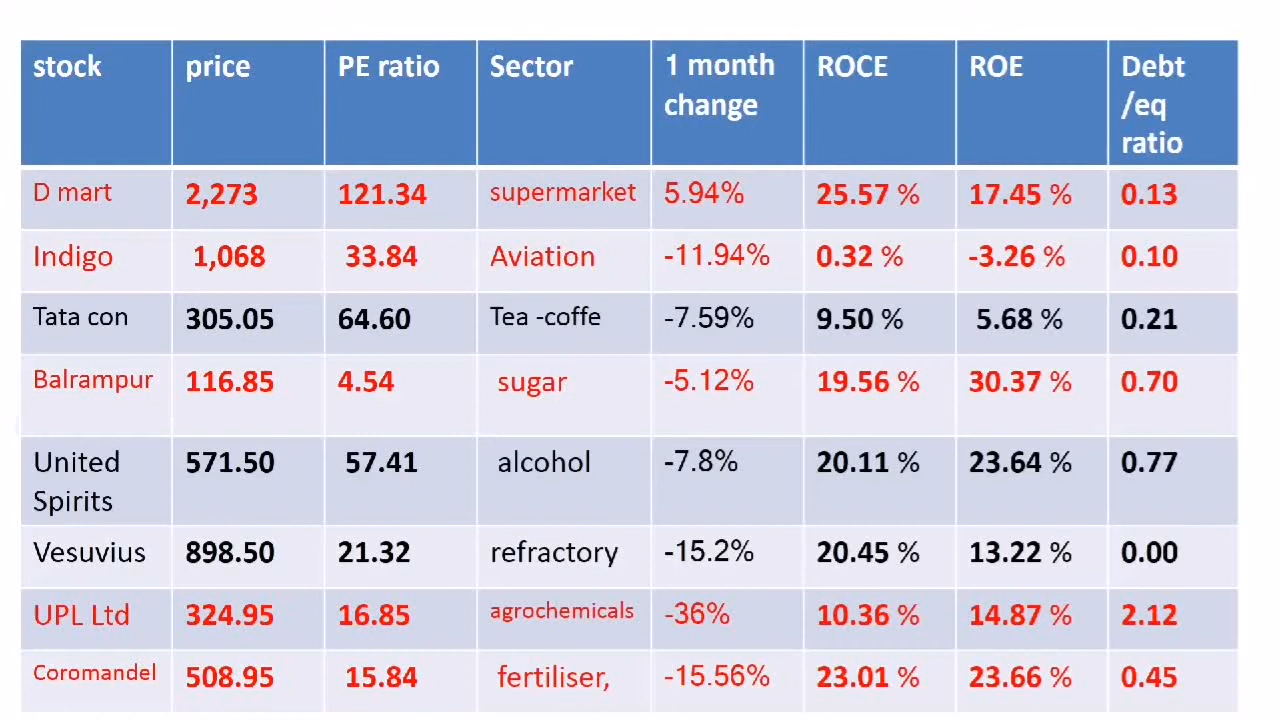 stock price PE ratio Sector 1 month change ROCE ROE Debt /eq ratio
D mart 2,273 121.34 supermarket 5.94% 25.57 % 17.45 % 0.13
Indigo 1,068 33.84 Aviation -11.94% 0.32 % -3.26 % 0.10
Tata con 305.05 64.60 Tea -coffe -7.59% 9.50 % 5.68 % 0.21
Balrampur 116.85 4.54 sugar -5.12% 19.56 % 30.37 % 0.70
United Spirits 571.50 57.41 alcohol -7.8% 20.11 % 23.64 % 0.77
Vesuvius 898.50 21.32 refractory -15.2% 20.45 % 13.22 % 0.00
UPL Ltd 324.95 16.85 agrochemicals -36% 10.36 % 14.87 % 2.12
Coromandel 508.95 15.84 fertiliser, -15.56% 23.01 % 23.66 % 0.45